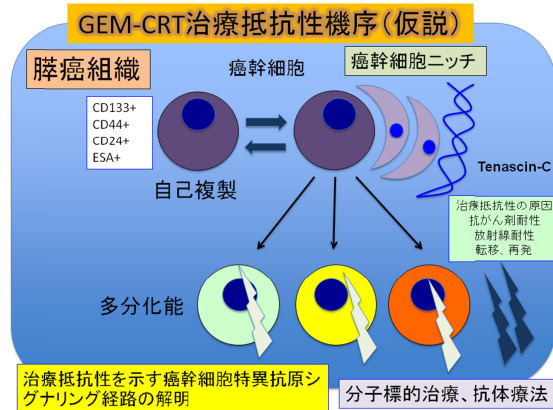 GEM-CRT治療抵抗性機序(仮説)
膵癌組織
癌幹細胞
癌幹細胞ニッチ
CD133+
CD44+
CD24+
ESA+
自己複製
Tenascin-C
治療抵抗性の原因
抗がん剤耐性
放射線耐性
転移、再発
多分化能
治療抵抗性を示す癌幹細胞特異抗原シ
グナリング経路の解明
分子標的治療、抗体療法